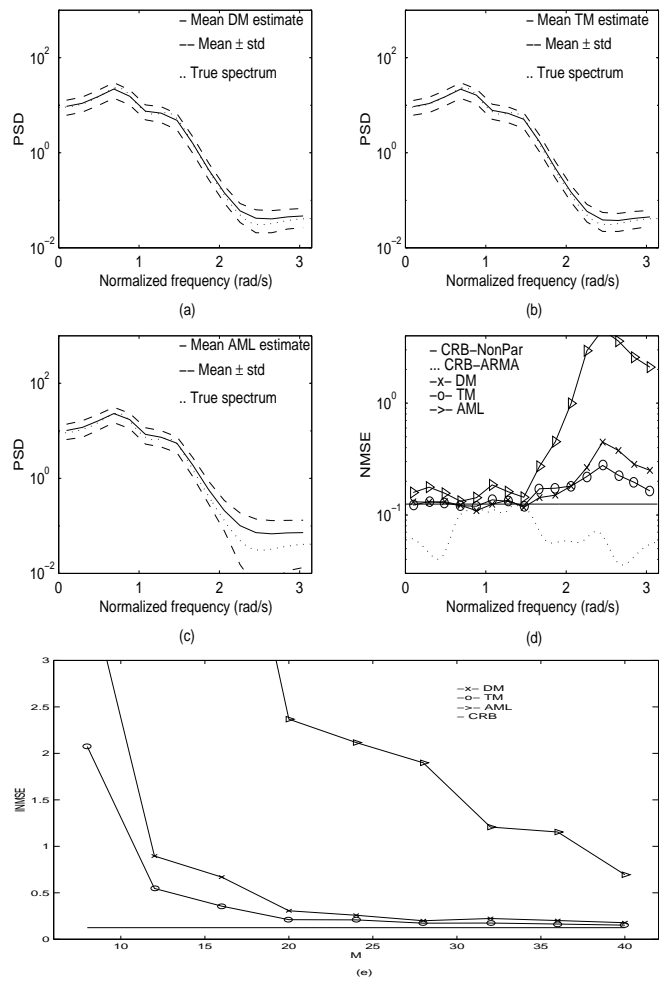 – Mean DM estimate
–– Mean ± std
.. True spectrum
10^2
10^0
10^−2
PSD
0 1 2 3
Normalized frequency (rad/s)
(a)
– Mean TM estimate
–– Mean ± std
.. True spectrum
10^2
10^0
10^−2
PSD
0 1 2 3
Normalized frequency (rad/s)
(b)
– Mean AML estimate
–– Mean ± std
.. True spectrum
10^2
10^0
10^−2
PSD
0 1 2 3
Normalized frequency (rad/s)
(c)
– CRB–NonPar
... CRB–ARMA
–x– DM
–o– TM
–>– AML
10^0
10^−1
NMSE
0 1 2 3
Normalized frequency (rad/s)
(d)
3
2.5
2
1.5
1
0.5
0
INMSE
–x– DM
–o– TM
–>– AML
– CRB
10 15 20 25 30 35 40
M
(e)